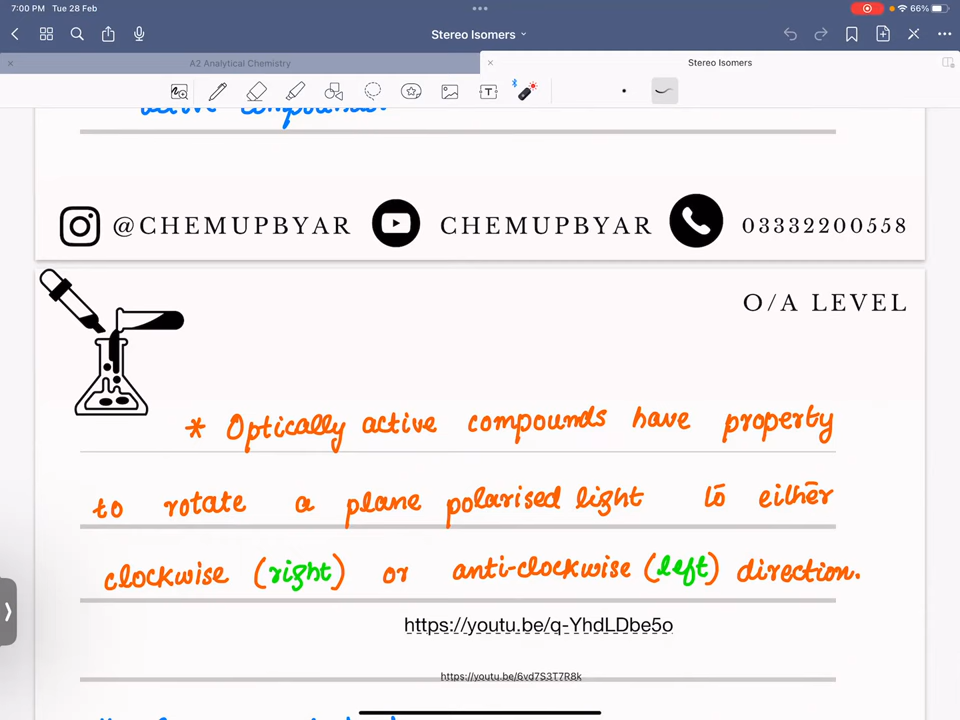 7:00 PM Tue 28 Feb
66%
Stereo Isomers
A2 Analytical Chemistry
Stereo Isomers
active compounds.
@CHEMUPBYAR CHEMUPBYAR 03332200558
O/A LEVEL
* Optically active compounds have property
to rotate a plane polarised light to either
clockwise (right) or anti-clockwise (left) direction.
https://youtu.be/q-YhdLDbe5o
https://youtu.be/6vd7S3T7R8k